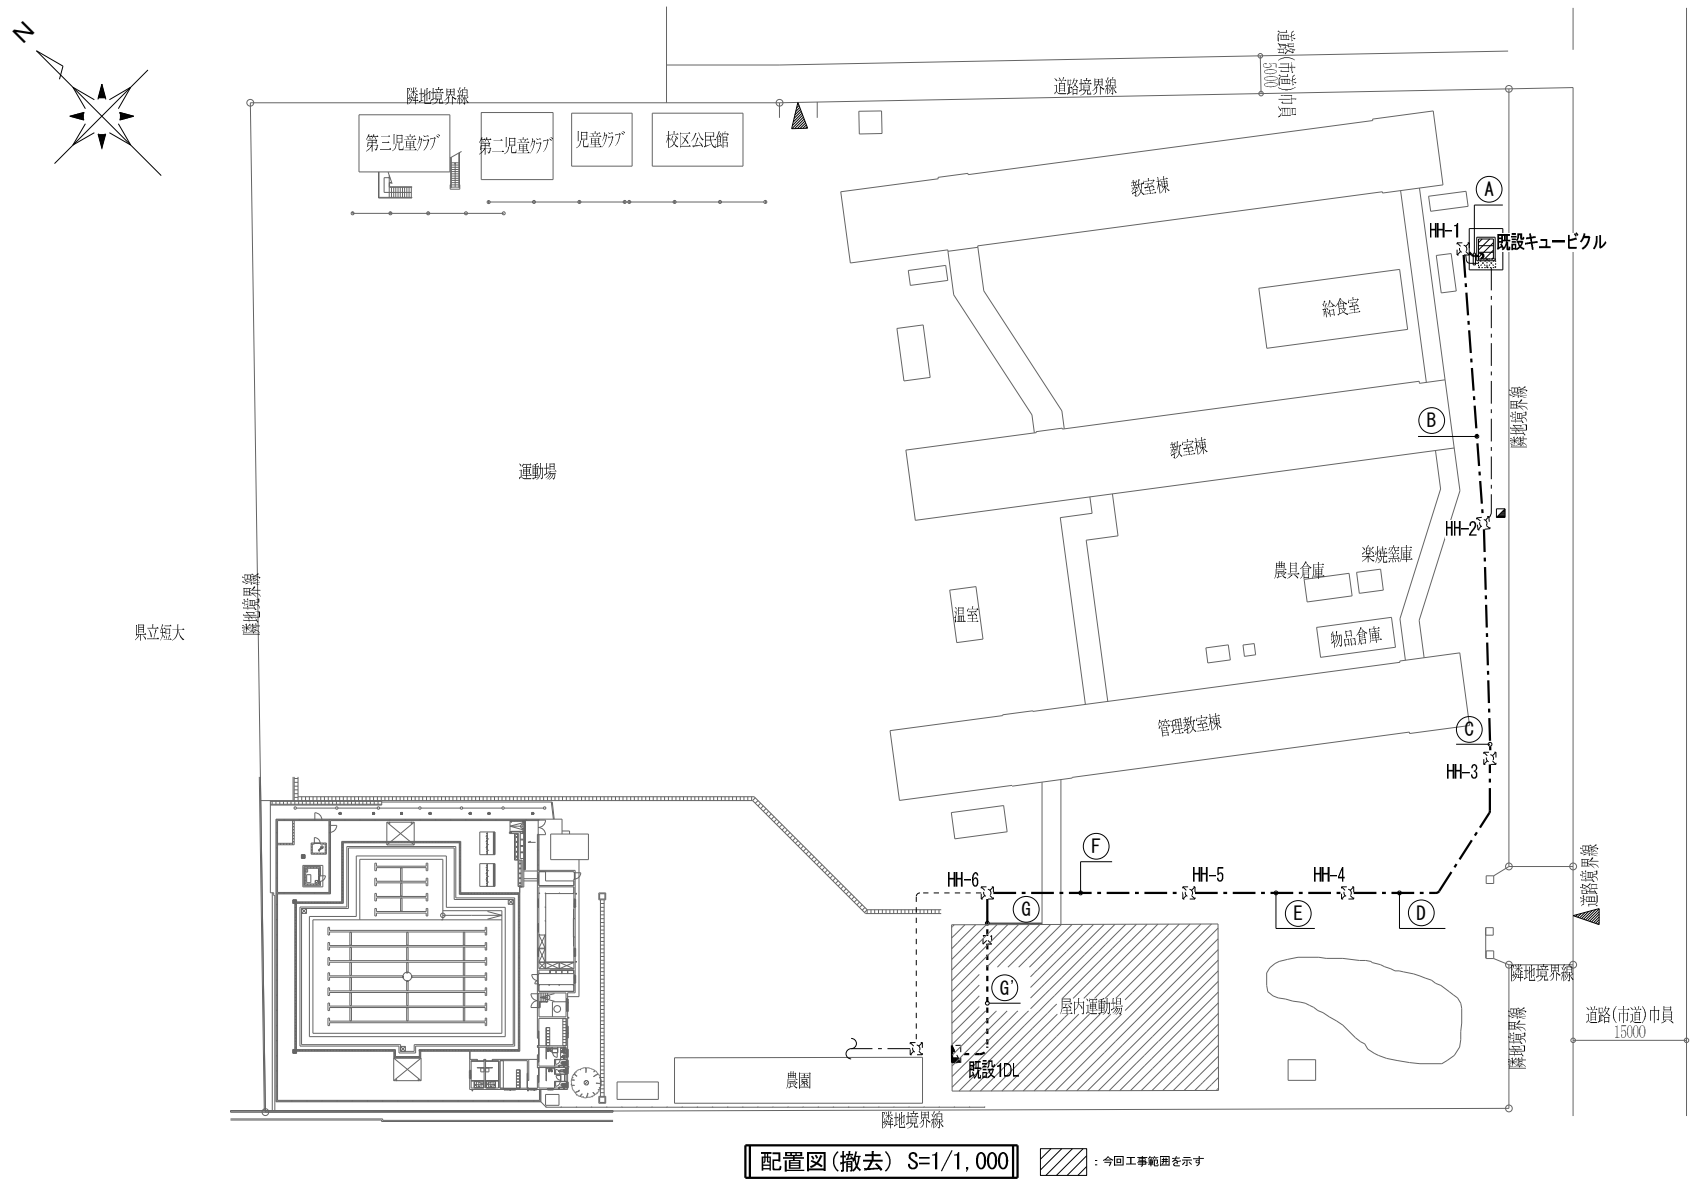 N
道路(市道)巾員
5000
隣地境界線
道路境界線
第三児童ｸﾗﾌﾞ
第二児童ｸﾗﾌﾞ
児童ｸﾗﾌﾞ
校区公民館
教室棟
A
HH-1
既設キュービクル
給食室
隣地境界線
B
教室棟
運動場
HH-2
楽焼窯庫
農具倉庫
隣地境界線
温室
県立短大
物品倉庫
管理教室棟
C
HH-3
F
HH-6
HH-5
HH-4
道路境界線
G
E
D
隣地境界線
G'
屋内運動場
道路(市道)巾員
15000
隣地境界線
既設1DL
農園
隣地境界線
配置図(撤去) S=1/1,000
：今回工事範囲を示す